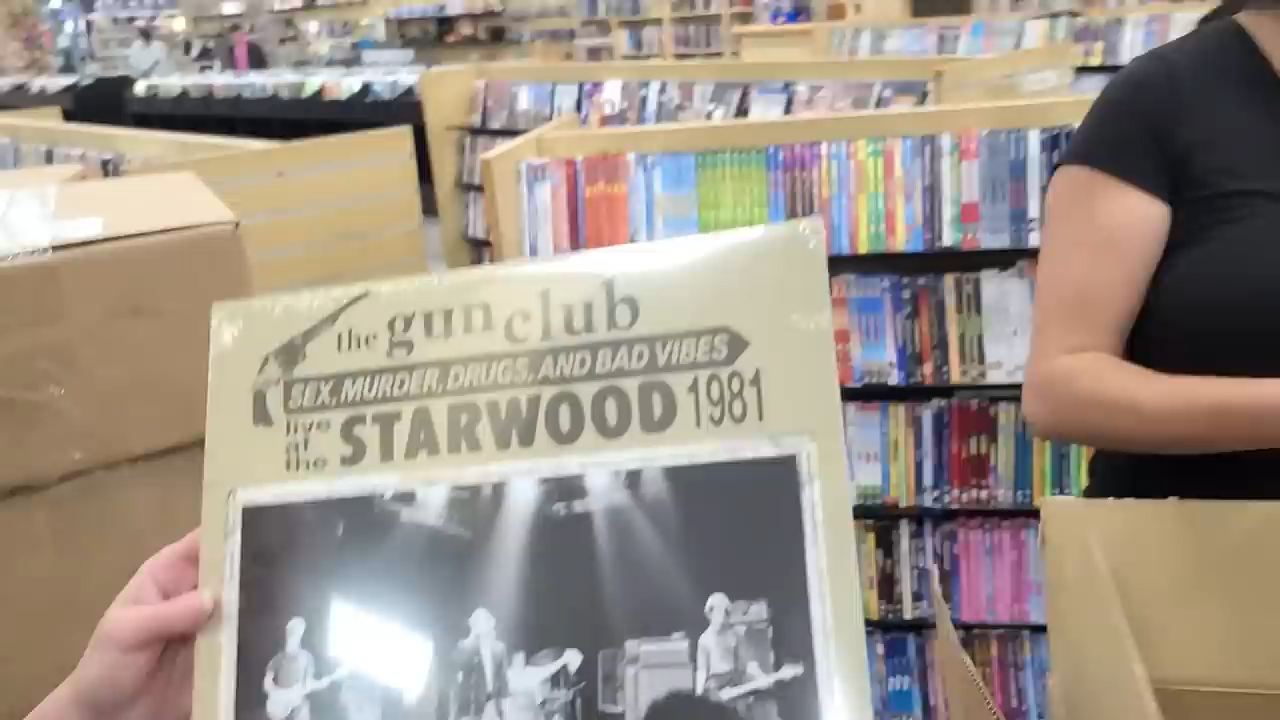 the gun club
SEX, MURDER, DRUGS, AND BAD VIBES
live at the STARWOOD 1981